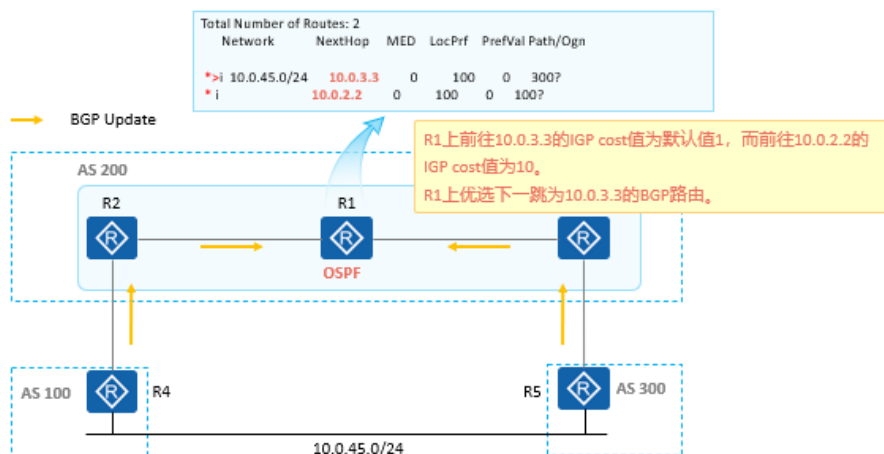 Total Number of Routes: 2
Network NextHop MED LocPrf PrefVal Path/Ogn
*>i 10.0.45.0/24 10.0.3.3 0 100 0 300?
* i 10.0.2.2 0 100 0 100?
BGP Update
R1上前往10.0.3.3的IGP cost值为默认值1，而前往10.0.2.2的
IGP cost值为10。
R1上优选下一跳为10.0.3.3的BGP路由。
AS 200
R2 R1
R R R
OSPF
R R
AS 100 R4 R5 AS 300
10.0.45.0/24